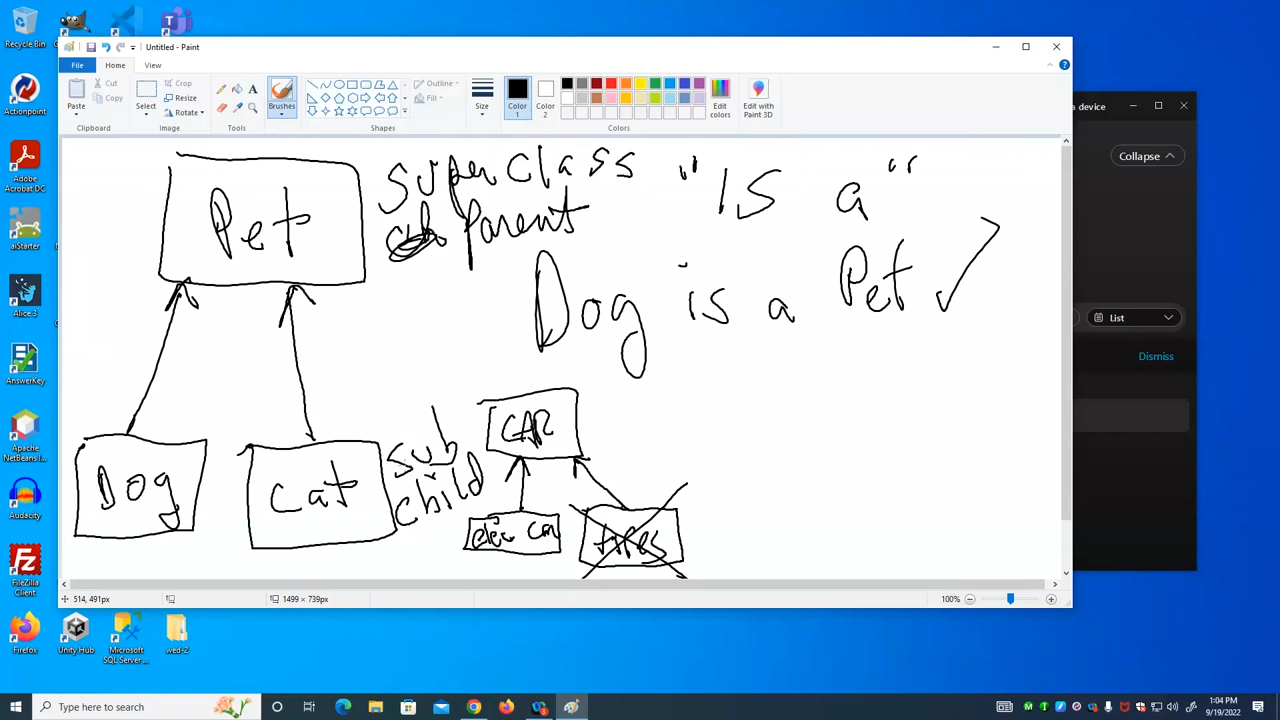 Recycle Bin
Actionpoint
Adobe Acrobat DC
aiStarter
Alice 3
AnswerKey
Apache NetBeans I...
Audacity
FileZilla Client
Firefox
Unity Hub
Microsoft SQL Server ...
wed-2
Untitled - Paint
File
Home
View
Paste
Cut
Copy
Clipboard
Select
Crop
Resize
Rotate
Image
A
Tools
Brushes
Shapes
Outline
Fill
Size
Color 1
Color 2
Colors
Edit colors
Edit with Paint 3D
Superclass
"Is a"
Pet
Parent
Dog is a Pet
Dog
Cat
Sub
child
CAR
elec car
tires
514, 491px
1499 × 739px
100%
a device
Collapse
List
Dismiss
Type here to search
1:04 PM
9/19/2022